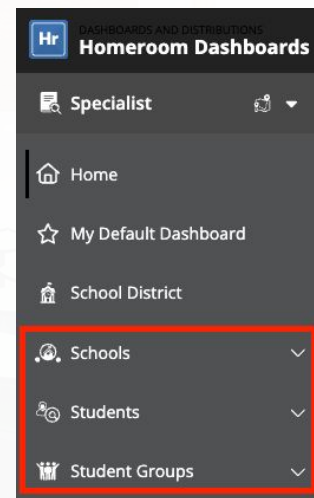 Hr
DASHBOARDS AND DISTRIBUTIONS
Homeroom Dashboards
Specialist
Home
My Default Dashboard
School District
Schools
Students
Student Groups